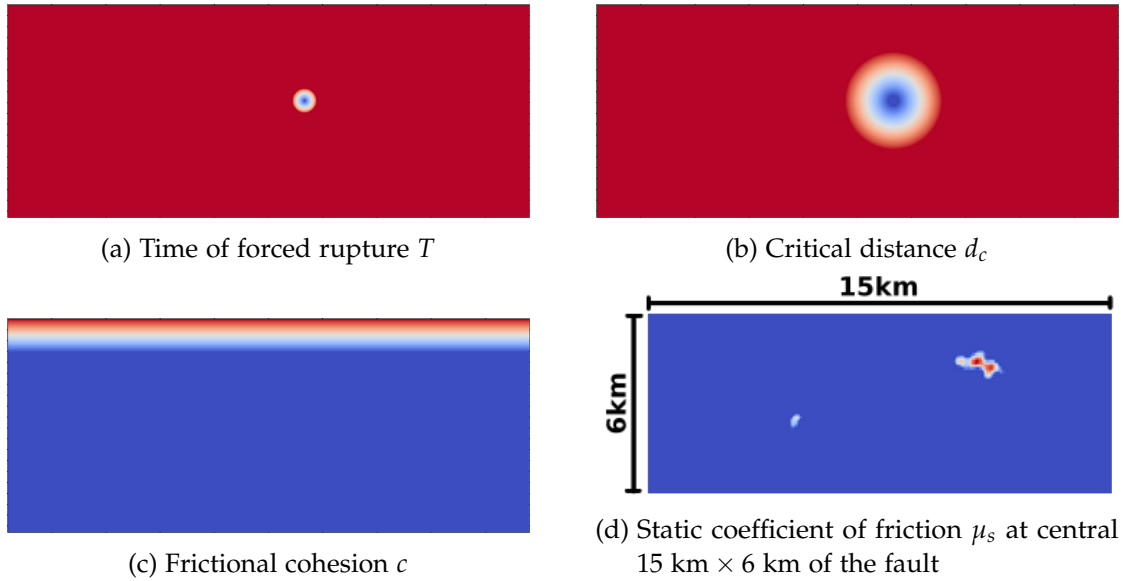 (a) Time of forced rupture T
(b) Critical distance d_c
15km
6km
(c) Frictional cohesion c
(d) Static coefficient of friction μ_s at central
15 km × 6 km of the fault